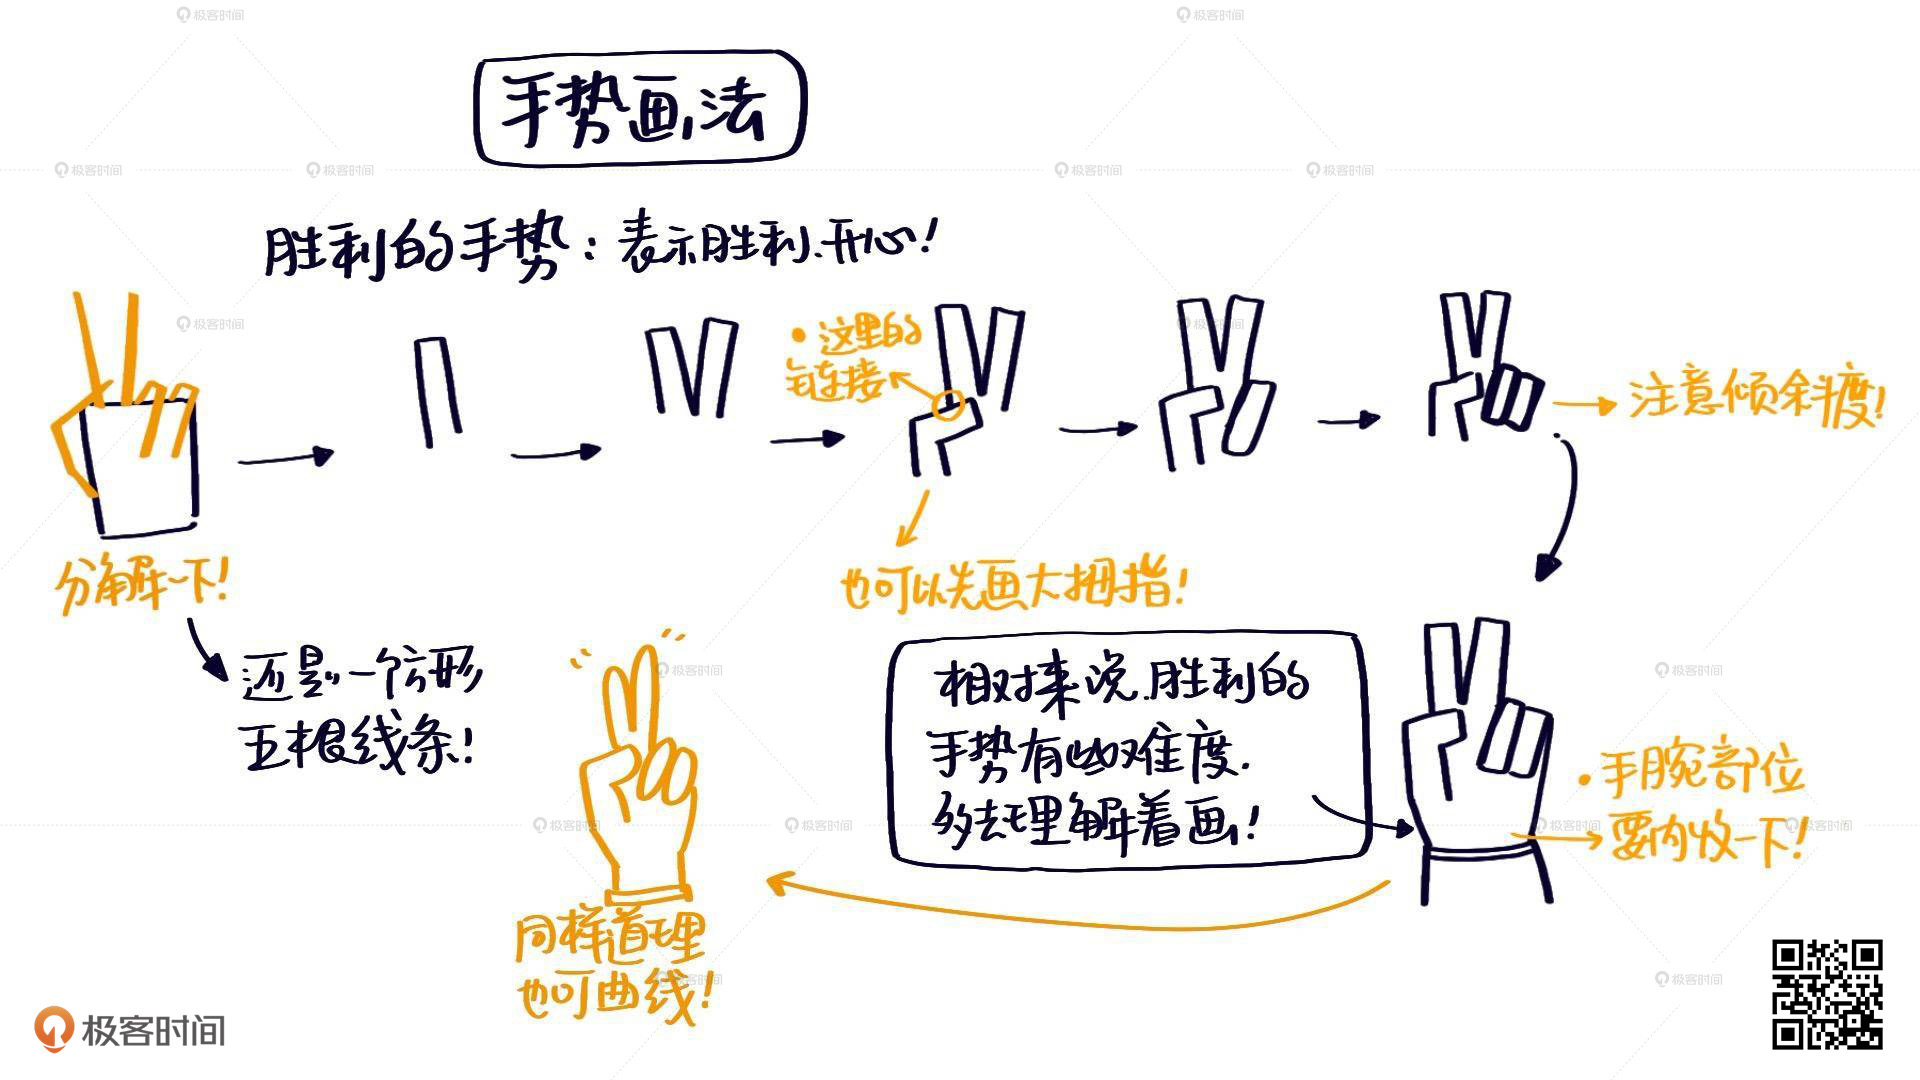 手势画法
胜利的手势：表示胜利、开心！
• 这里的
链接
注意倾斜度！
分解一下！
也可以先画大拇指！
还是一个方形
五根线条！
相对来说，胜利的
手势有些难度.
多去理解着画！
• 手腕部位
要内收一下！
同样道理
也可曲线！
极客时间